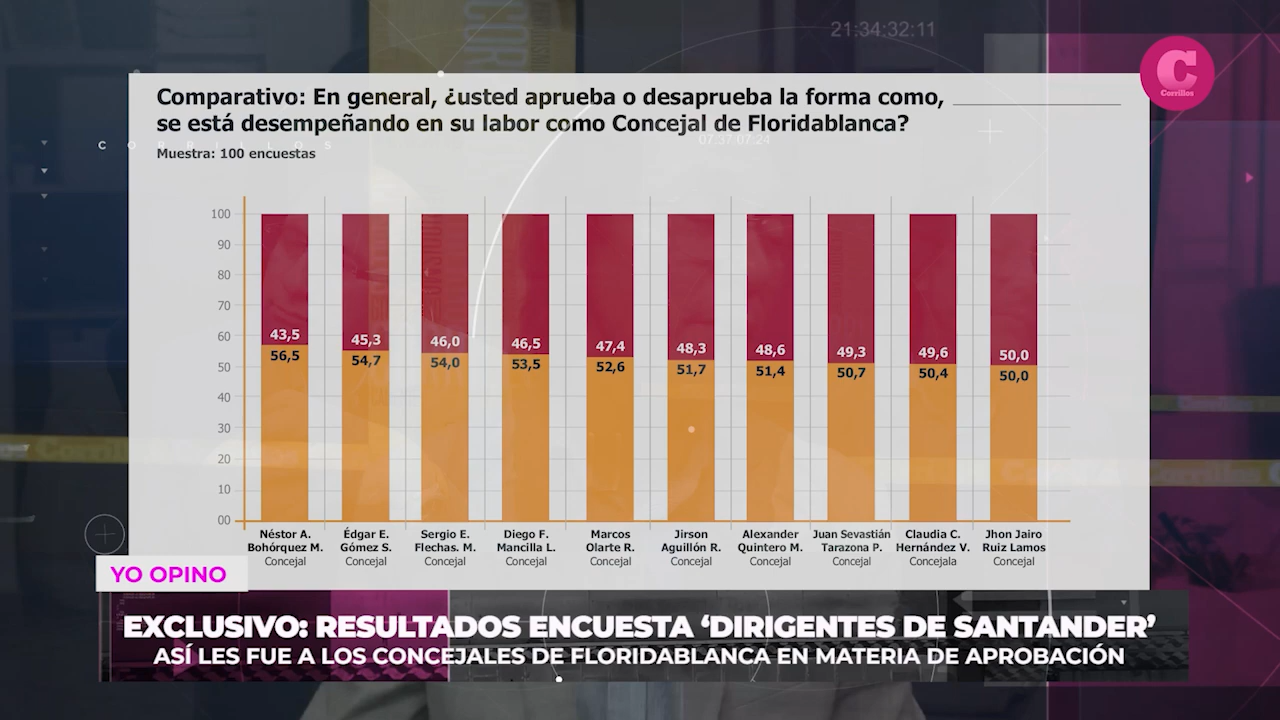 21:34:32:11
C
Corrillos
Comparativo: En general, ¿usted aprueba o desaprueba la forma como, ____________
se está desempeñando en su labor como Concejal de Floridablanca?
07:37:07:24
C O R R I L L O S
Muestra: 100 encuestas
100
90
80
70
60
50
40
30
20
10
00
43,5 45,3 46,0 46,5 47,4 48,3 48,6 49,3 49,6 50,0
56,5 54,7 54,0 53,5 52,6 51,7 51,4 50,7 50,4 50,0
Néstor A. Édgar E. Sergio E. Diego F. Marcos Jirson Alexander Juan Sevastián Claudia C. Jhon Jairo
Bohórquez M. Gómez S. Flechas. M. Mancilla L. Olarte R. Aguillón R. Quintero M. Tarazona P. Hernández V. Ruiz Lamos
Concejal Concejal Concejal Concejal Concejal Concejal Concejal Concejal Concejala Concejal
YO OPINO
EXCLUSIVO: RESULTADOS ENCUESTA ‘DIRIGENTES DE SANTANDER’
ASÍ LES FUE A LOS CONCEJALES DE FLORIDABLANCA EN MATERIA DE APROBACIÓN